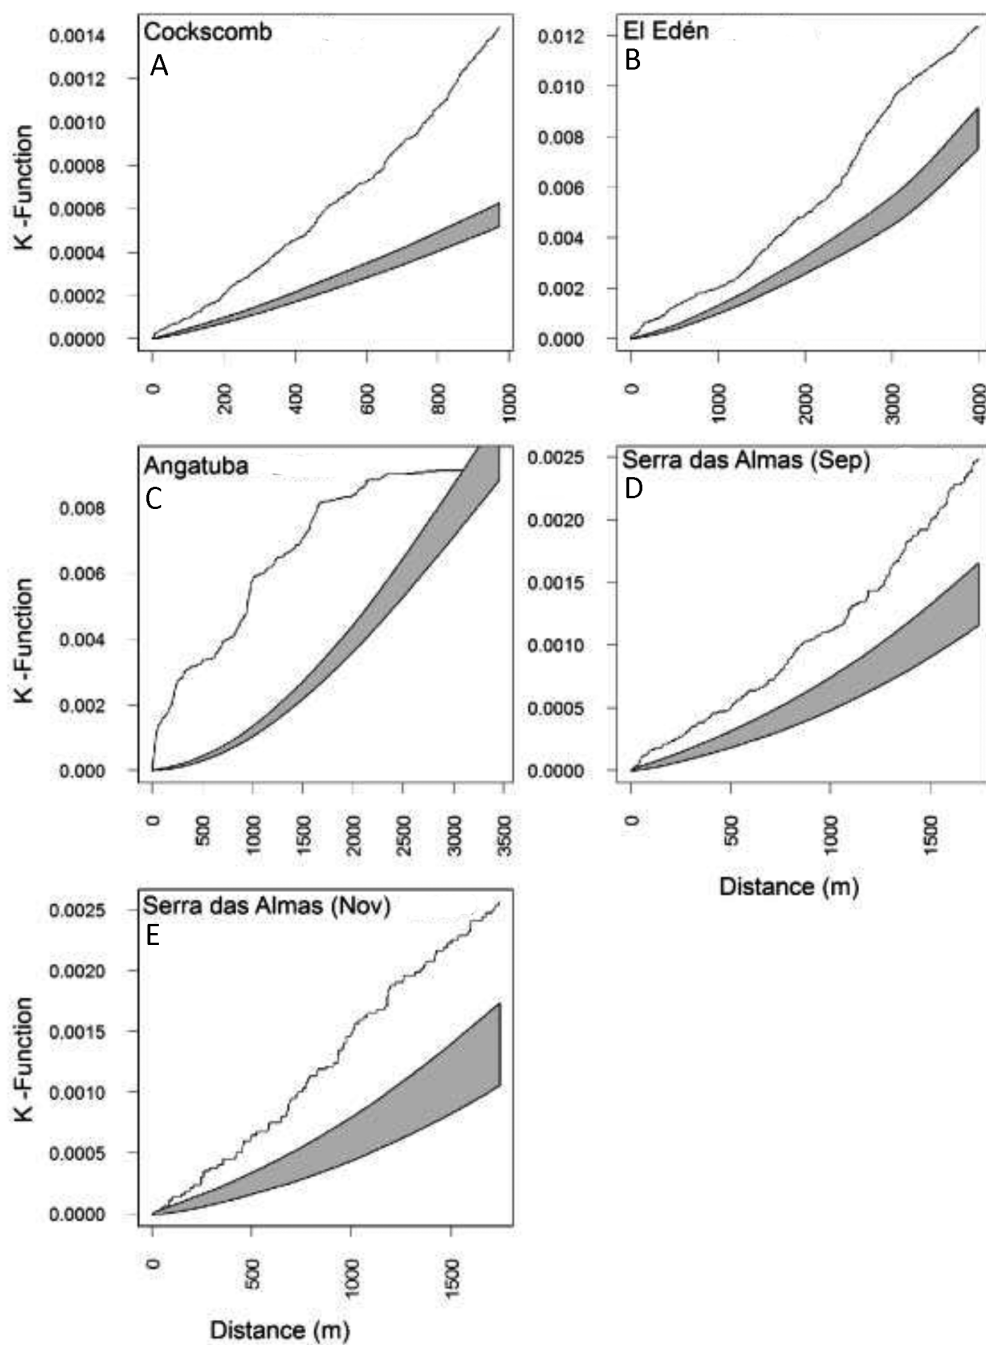 Cockscomb
A
K -Function
0.0014
0.0012
0.0010
0.0008
0.0006
0.0004
0.0002
0.0000
0 200 400 600 800 1000
El Edén
B
0.012
0.010
0.008
0.006
0.004
0.002
0.000
0 1000 2000 3000 4000
Angatuba
C
K -Function
0.008
0.006
0.004
0.002
0.000
0 500 1000 1500 2000 2500 3000 3500
Serra das Almas (Sep)
D
0.0025
0.0020
0.0015
0.0010
0.0005
0.0000
0 500 1000 1500
Distance (m)
Serra das Almas (Nov)
E
K -Function
0.0025
0.0020
0.0015
0.0010
0.0005
0.0000
0 500 1000 1500
Distance (m)